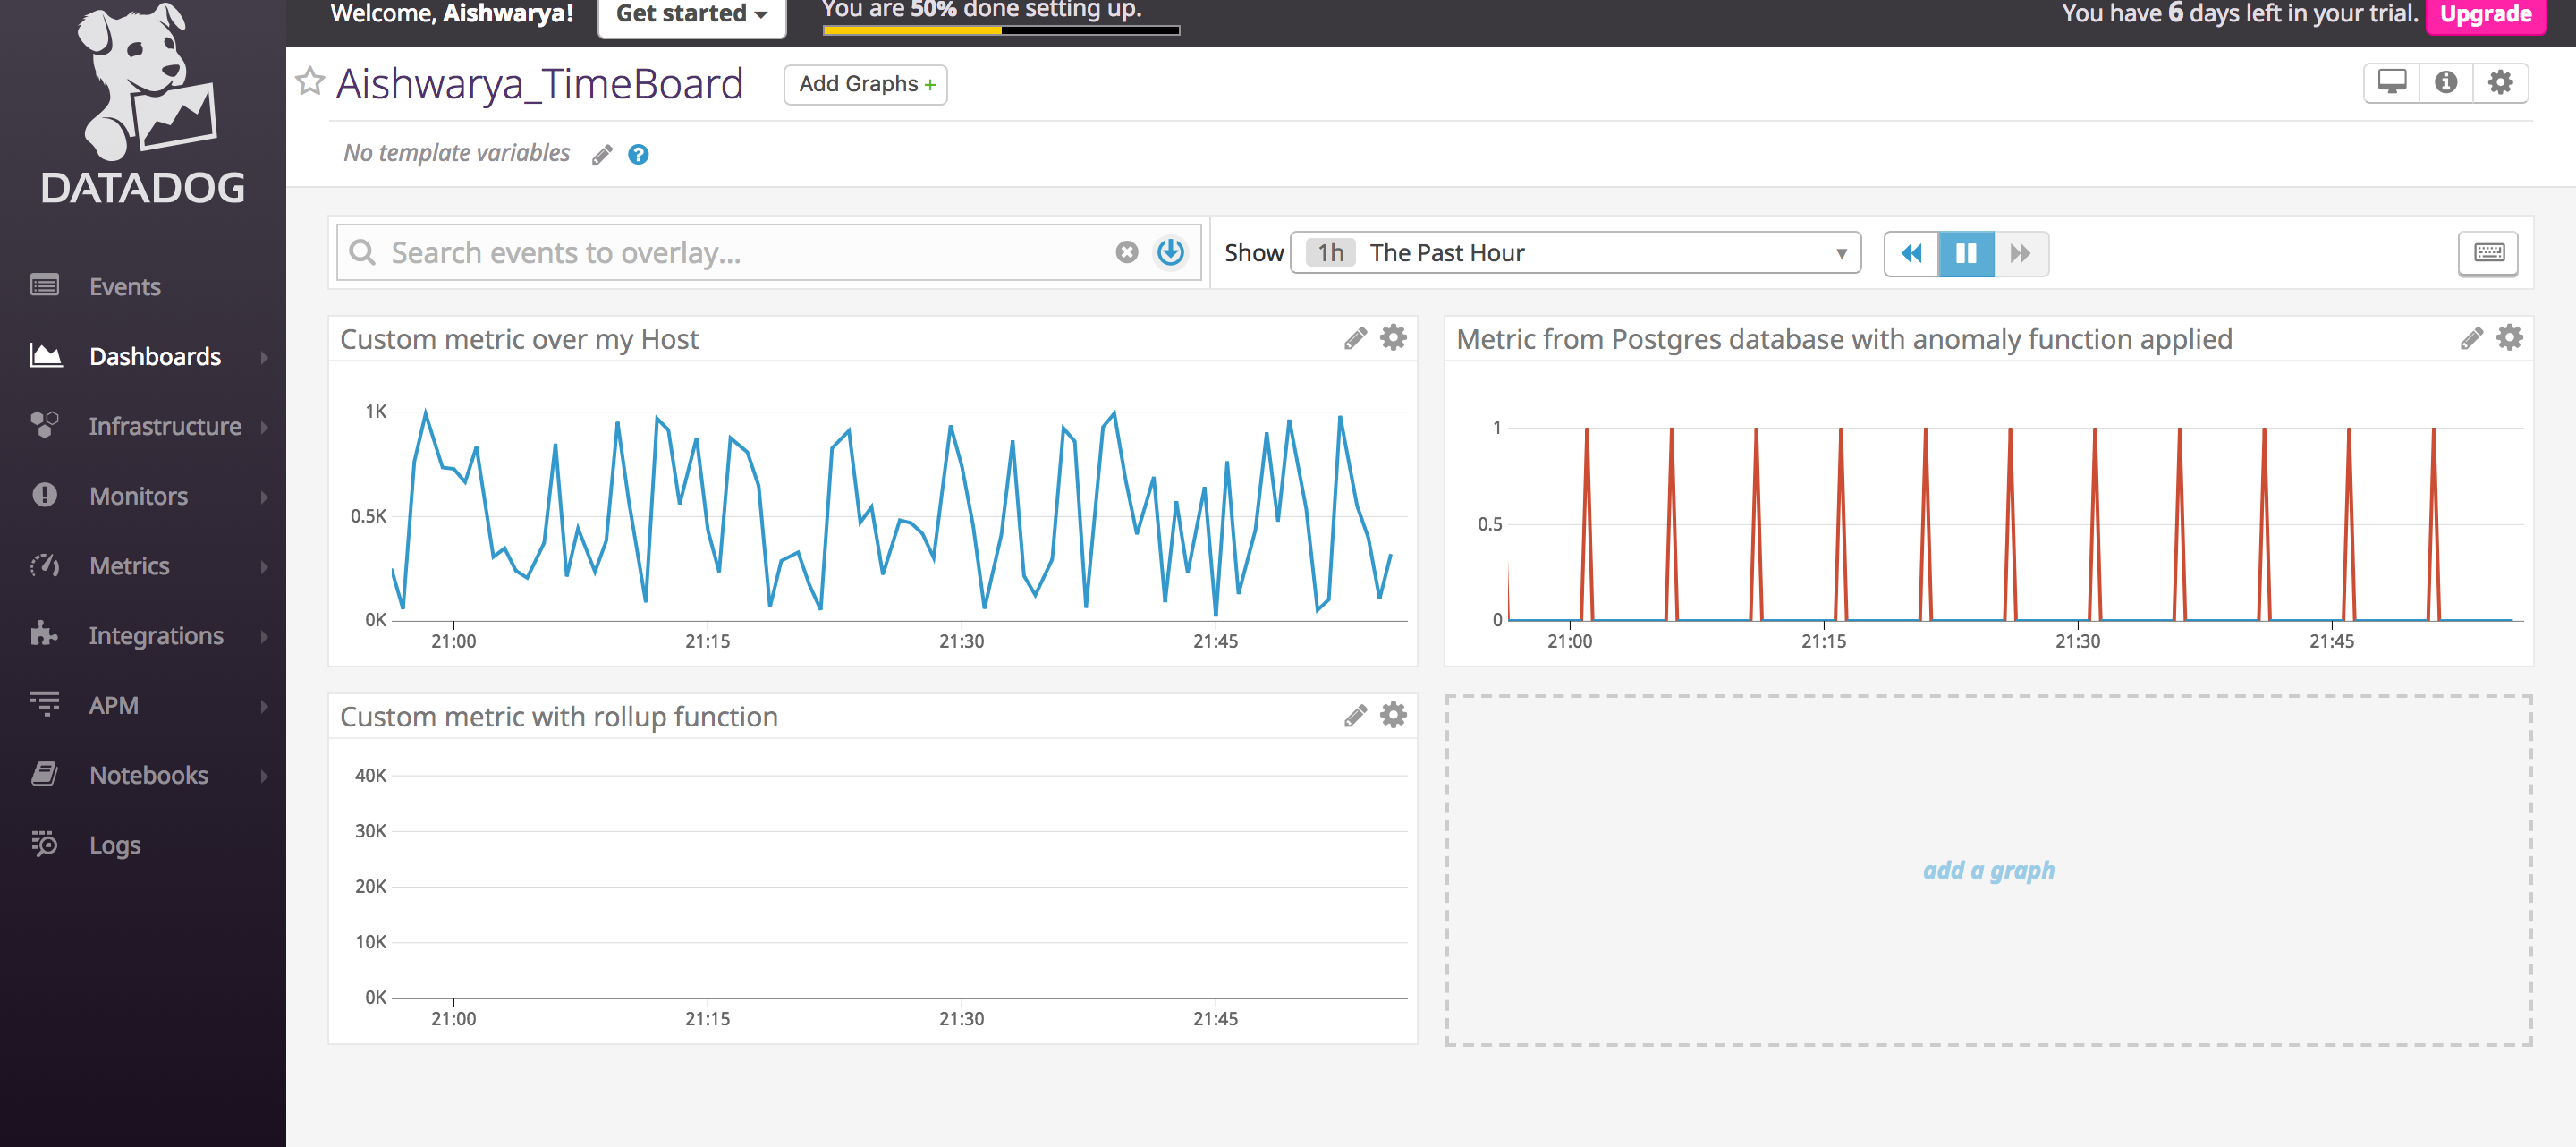 Welcome, Aishwarya!
Get started
You are 50% done setting up.
You have 6 days left in your trial.
Upgrade
DATADOG
Events
Dashboards
Infrastructure
Monitors
Metrics
Integrations
APM
Notebooks
Logs
Aishwarya_TimeBoard
Add Graphs +
No template variables
?
Search events to overlay...
Show
1h The Past Hour
Custom metric over my Host
1K
0.5K
0K
21:00 21:15 21:30 21:45
Metric from Postgres database with anomaly function applied
1
0.5
0
21:00 21:15 21:30 21:45
Custom metric with rollup function
40K
30K
20K
10K
0K
21:00 21:15 21:30 21:45
add a graph